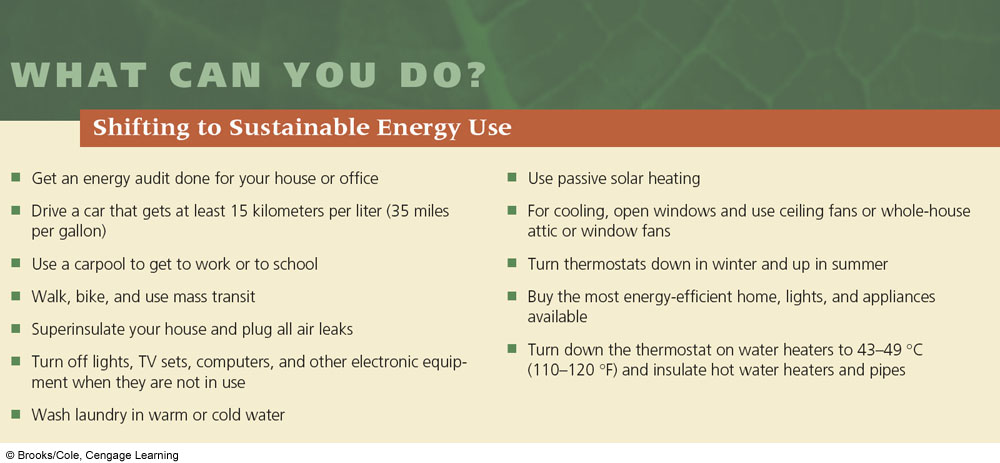 WHAT CAN YOU DO?
Shifting to Sustainable Energy Use
■ Get an energy audit done for your house or office
■ Drive a car that gets at least 15 kilometers per liter (35 miles
per gallon)
■ Use a carpool to get to work or to school
■ Walk, bike, and use mass transit
■ Superinsulate your house and plug all air leaks
■ Turn off lights, TV sets, computers, and other electronic equip-
ment when they are not in use
■ Wash laundry in warm or cold water
■ Use passive solar heating
■ For cooling, open windows and use ceiling fans or whole-house
attic or window fans
■ Turn thermostats down in winter and up in summer
■ Buy the most energy-efficient home, lights, and appliances
available
■ Turn down the thermostat on water heaters to 43–49 °C
(110–120 °F) and insulate hot water heaters and pipes
© Brooks/Cole, Cengage Learning